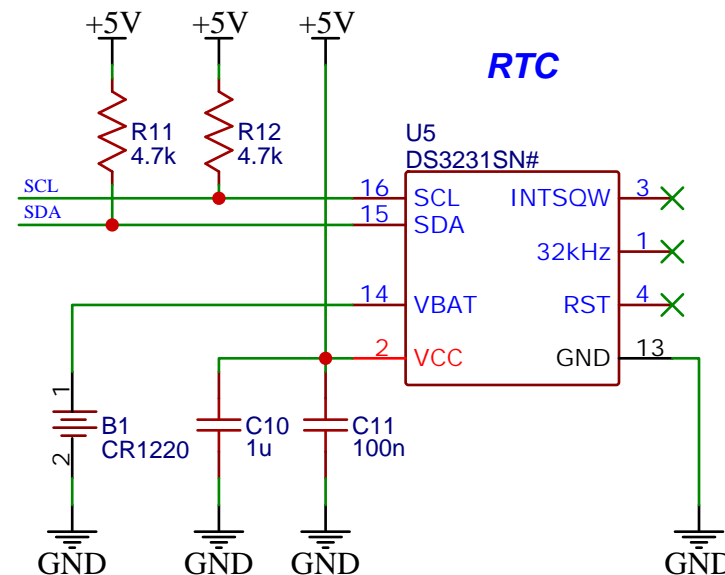 +5V +5V +5V
RTC
R11
4.7k
R12
4.7k
U5
DS3231SN#
SCL
SDA
16 SCL
15 SDA
14 VBAT
2 VCC
INTSQW 3
32kHz 1
RST 4
GND 13
1
2
B1
CR1220
C10
1u
C11
100n
GND GND GND GND